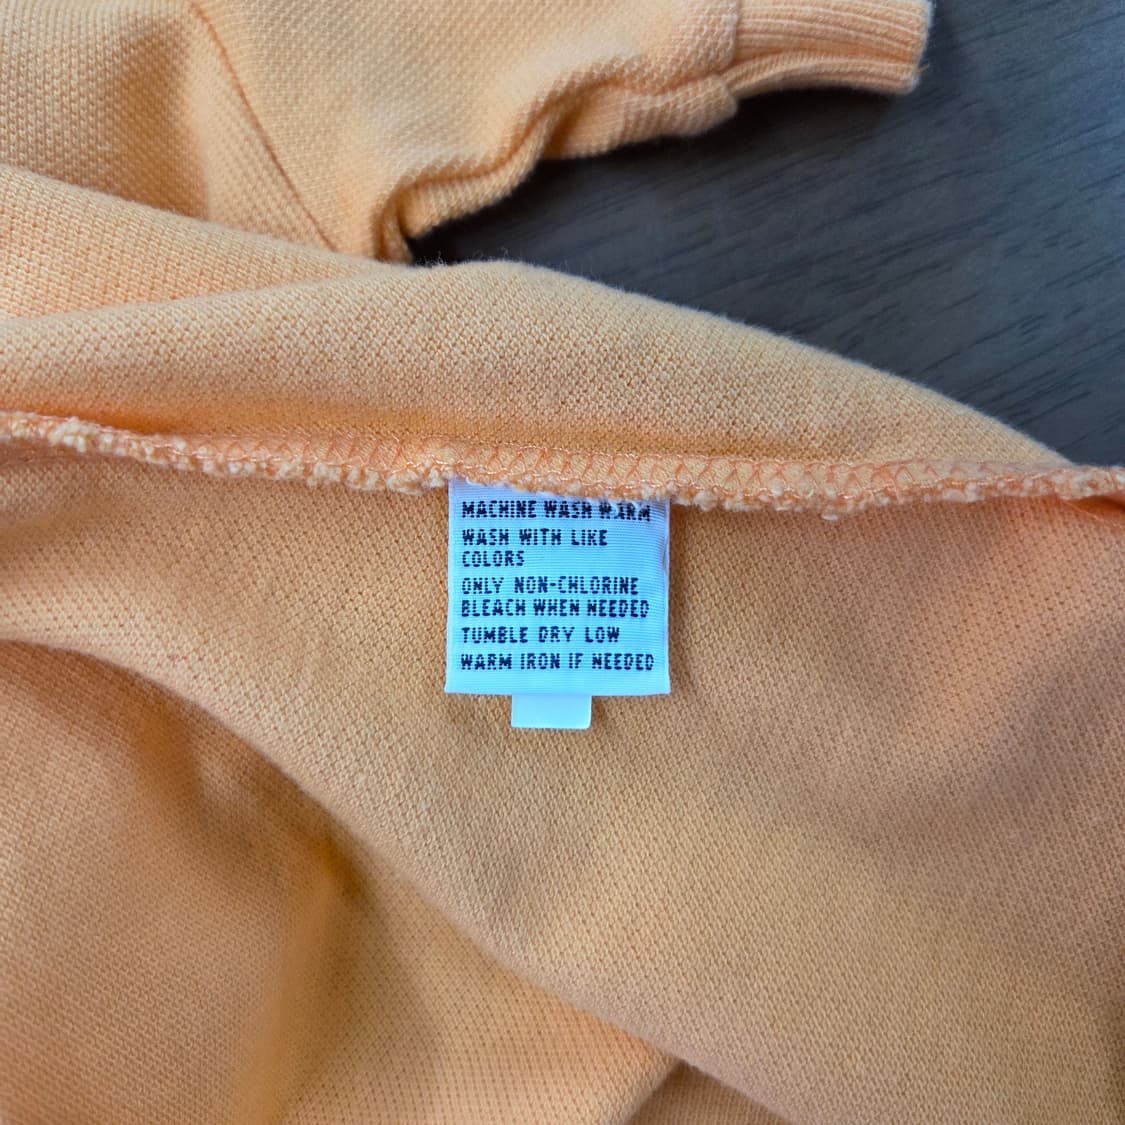 MACHINE WASH WARM
WASH WITH LIKE
COLORS
ONLY NON-CHLORINE
BLEACH WHEN NEEDED
TUMBLE DRY LOW
WARM IRON IF NEEDED